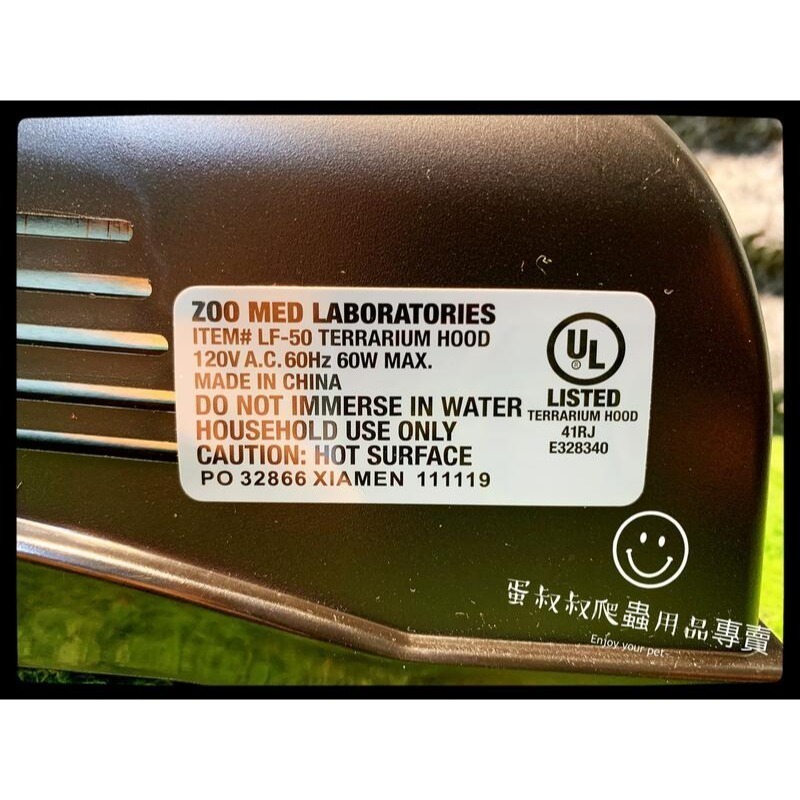 ZOO MED LABORATORIES
ITEM# LF-50 TERRARIUM HOOD
120V A.C. 60Hz 60W MAX.
MADE IN CHINA
DO NOT IMMERSE IN WATER
HOUSEHOLD USE ONLY
CAUTION: HOT SURFACE
PO 32866 XIAMEN 111119
UL
®
LISTED
TERRARIUM HOOD
41RJ
E328340
蛋叔叔爬蟲用品專賣
Enjoy your pet